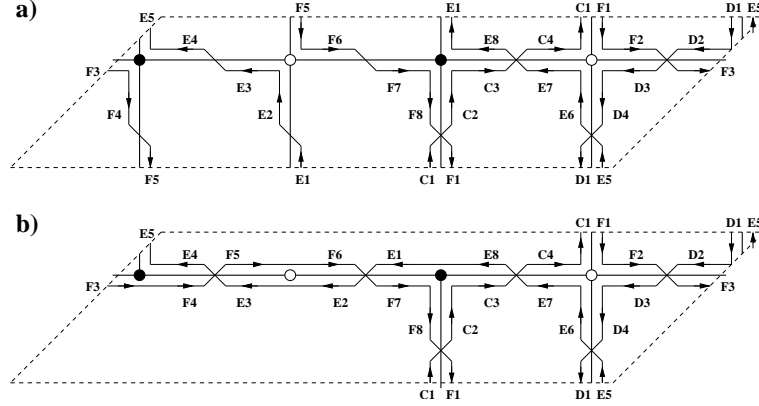 a)
E5 F5 E1 C1 F1 D1 E5
E4 F6 E8 C4 F2 D2
F3 E3 F7 C3 E7 D3 F3
F4 E2 F8 C2 E6 D4
F5 E1 C1 F1 D1 E5
b)
E5 C1 F1 D1 E5
E4 F5 F6 E1 E8 C4 F2 D2
F3 F4 E3 E2 F7 C3 E7 D3 F3
F8 C2 E6 D4
C1 F1 D1 E5